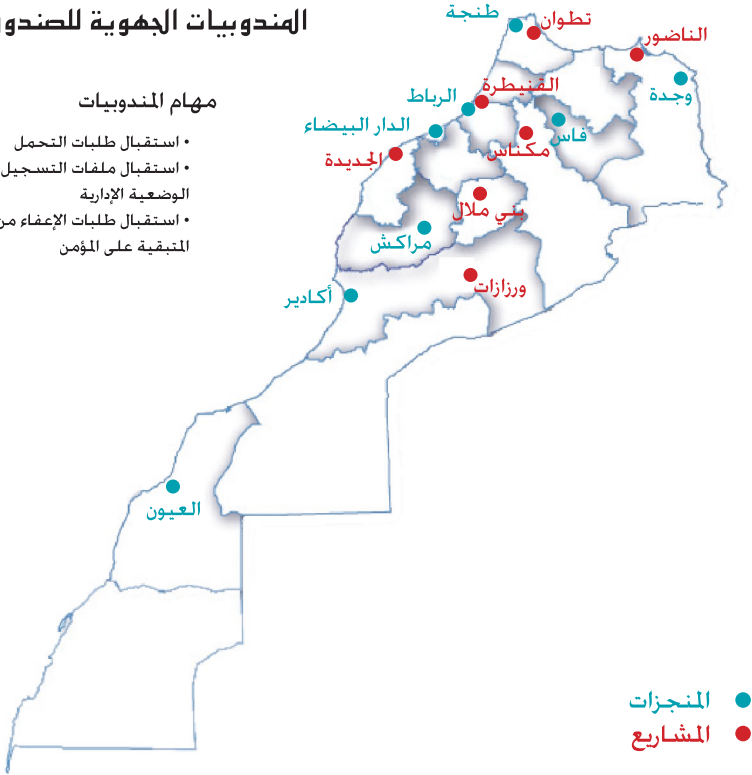 المندوبيات الجهوية للصندو
مهام المندوبيات
• استقبال طلبات التحمل
• استقبال ملفات التسجيل
الوضعية الإدارية
• استقبال طلبات الإعفاء من
المتبقية على المؤمن
طنجة
تطوان
الناضور
وجدة
القنيطرة
الرباط
الدار البيضاء
فاس
مكناس
الجديدة
بني ملال
مراكش
ورزازات
أكادير
العيون
المنجزات
المشاريع